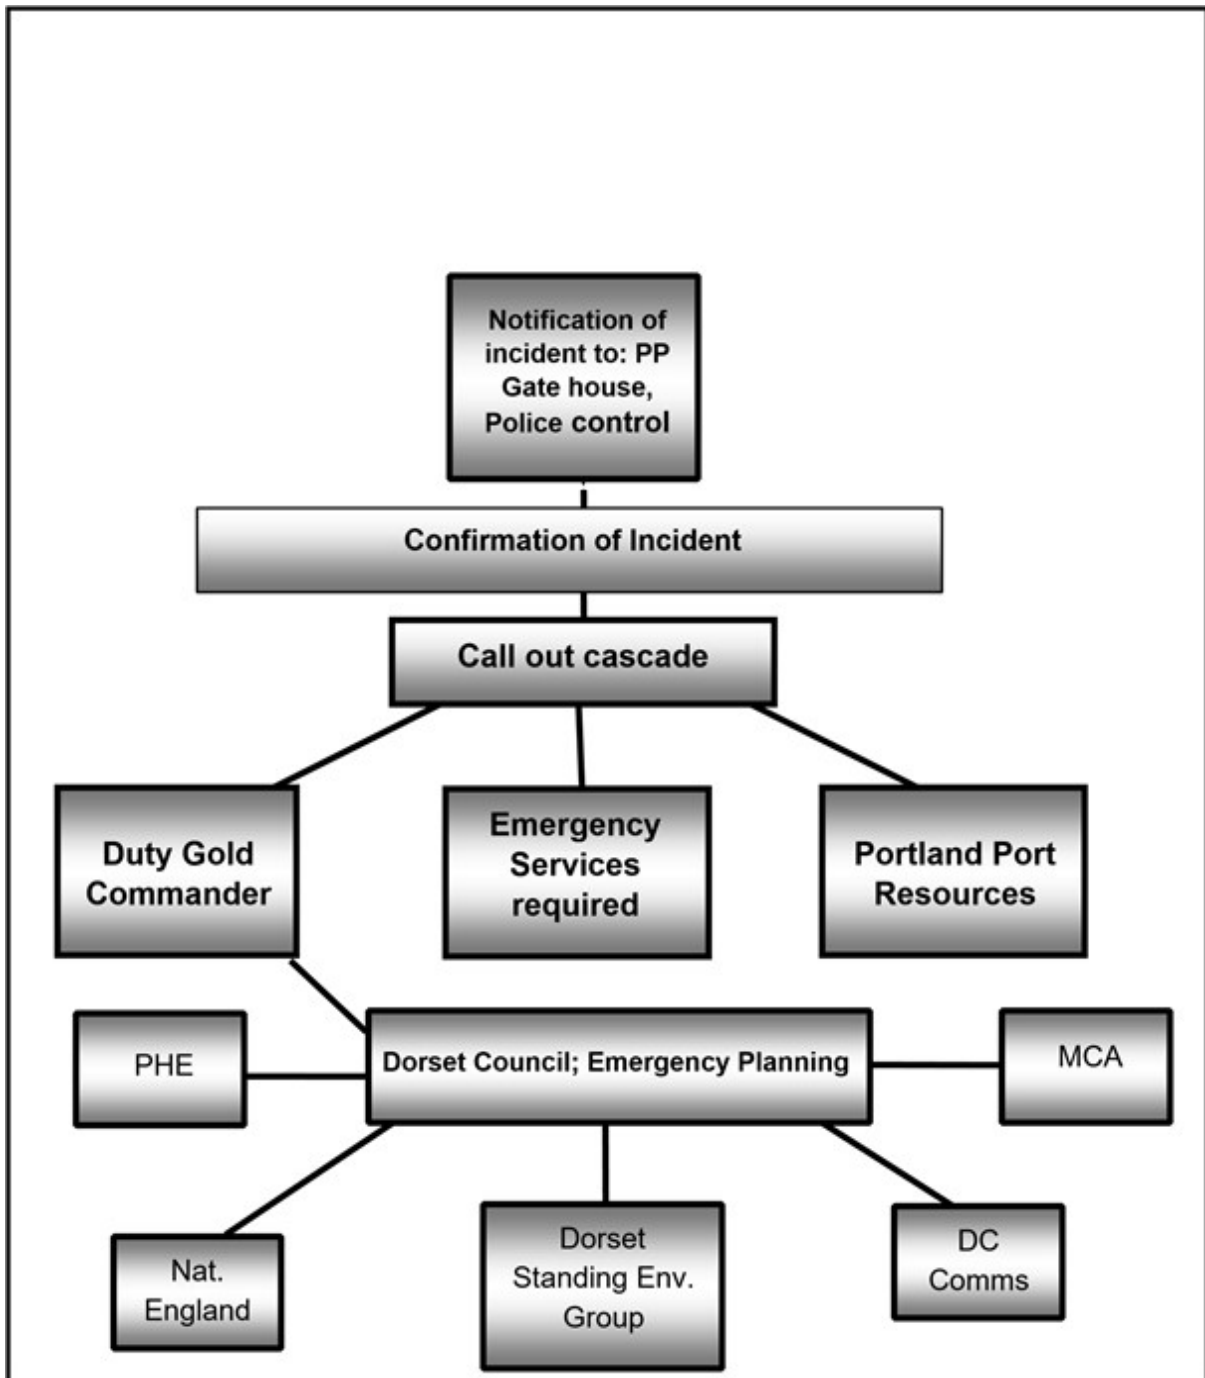 Notification of
incident to: PP
Gate house,
Police control
Confirmation of Incident
Call out cascade
Duty Gold
Commander
Emergency
Services
required
Portland Port
Resources
PHE
Dorset Council; Emergency Planning
MCA
Nat.
England
Dorset
Standing Env.
Group
DC
Comms